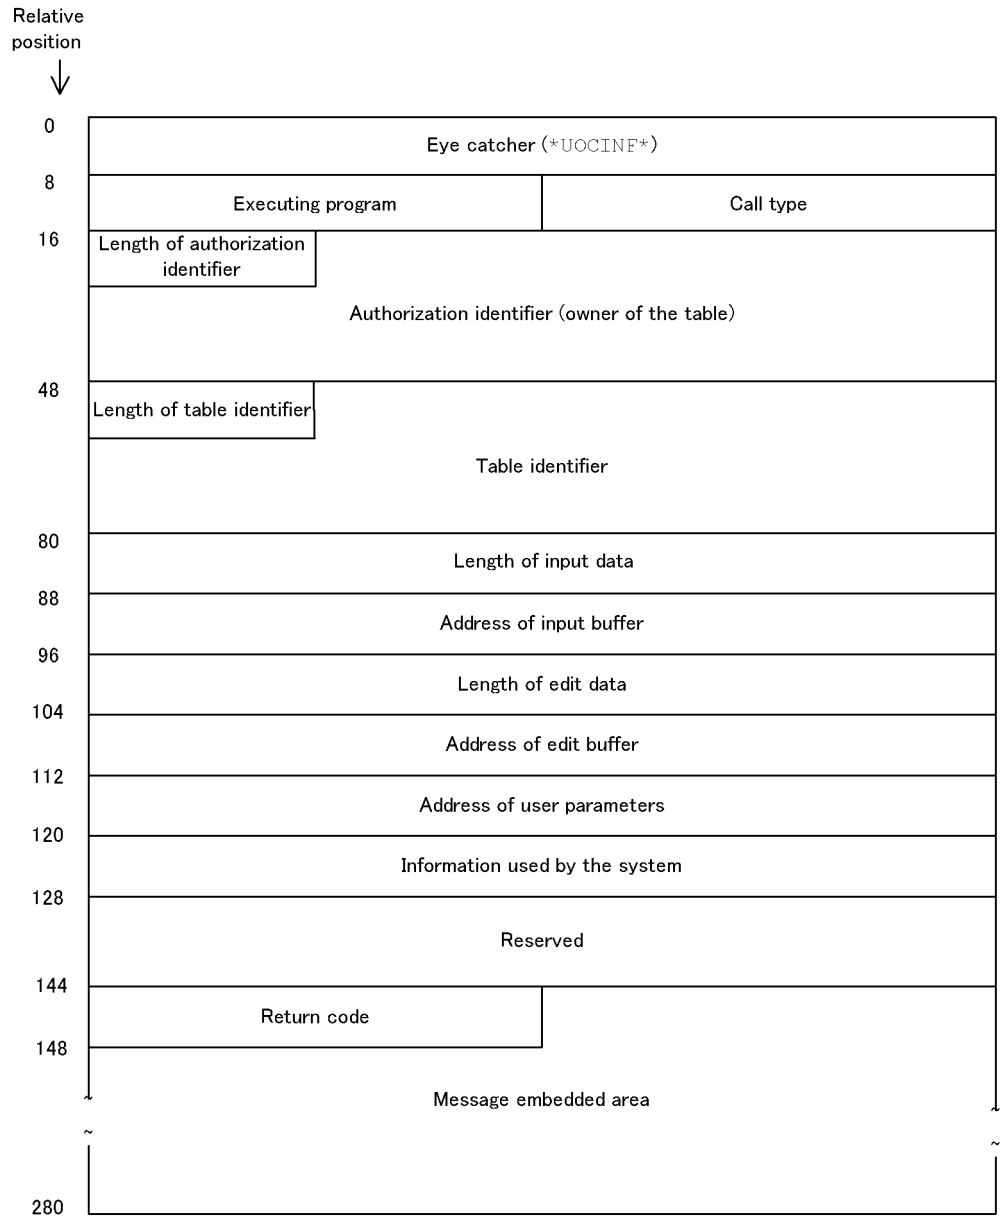 Relative
position
0
Eye catcher (*UOCINF*)
8
Executing program
Call type
16
Length of authorization
identifier
Authorization identifier (owner of the table)
48
Length of table identifier
Table identifier
80
Length of input data
88
Address of input buffer
96
Length of edit data
104
Address of edit buffer
112
Address of user parameters
120
Information used by the system
128
Reserved
144
Return code
148
Message embedded area
~
~
~
~
280